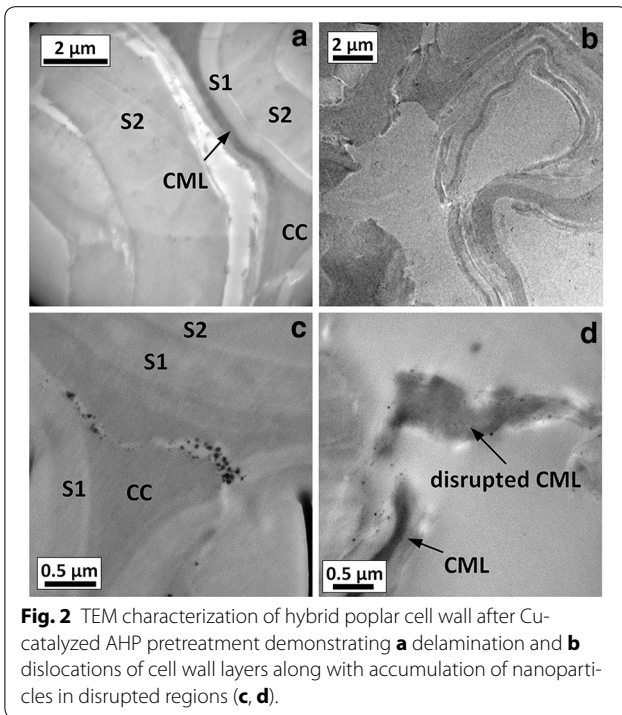 2 μm
a
S1
S2
S2
CML
CC
2 μm
b
c
S2
S1
S1
CC
0.5 μm
d
disrupted CML
CML
0.5 μm
Fig. 2 TEM characterization of hybrid poplar cell wall after Cu-
catalyzed AHP pretreatment demonstrating a delamination and b
dislocations of cell wall layers along with accumulation of nanoparti-
cles in disrupted regions (c, d).